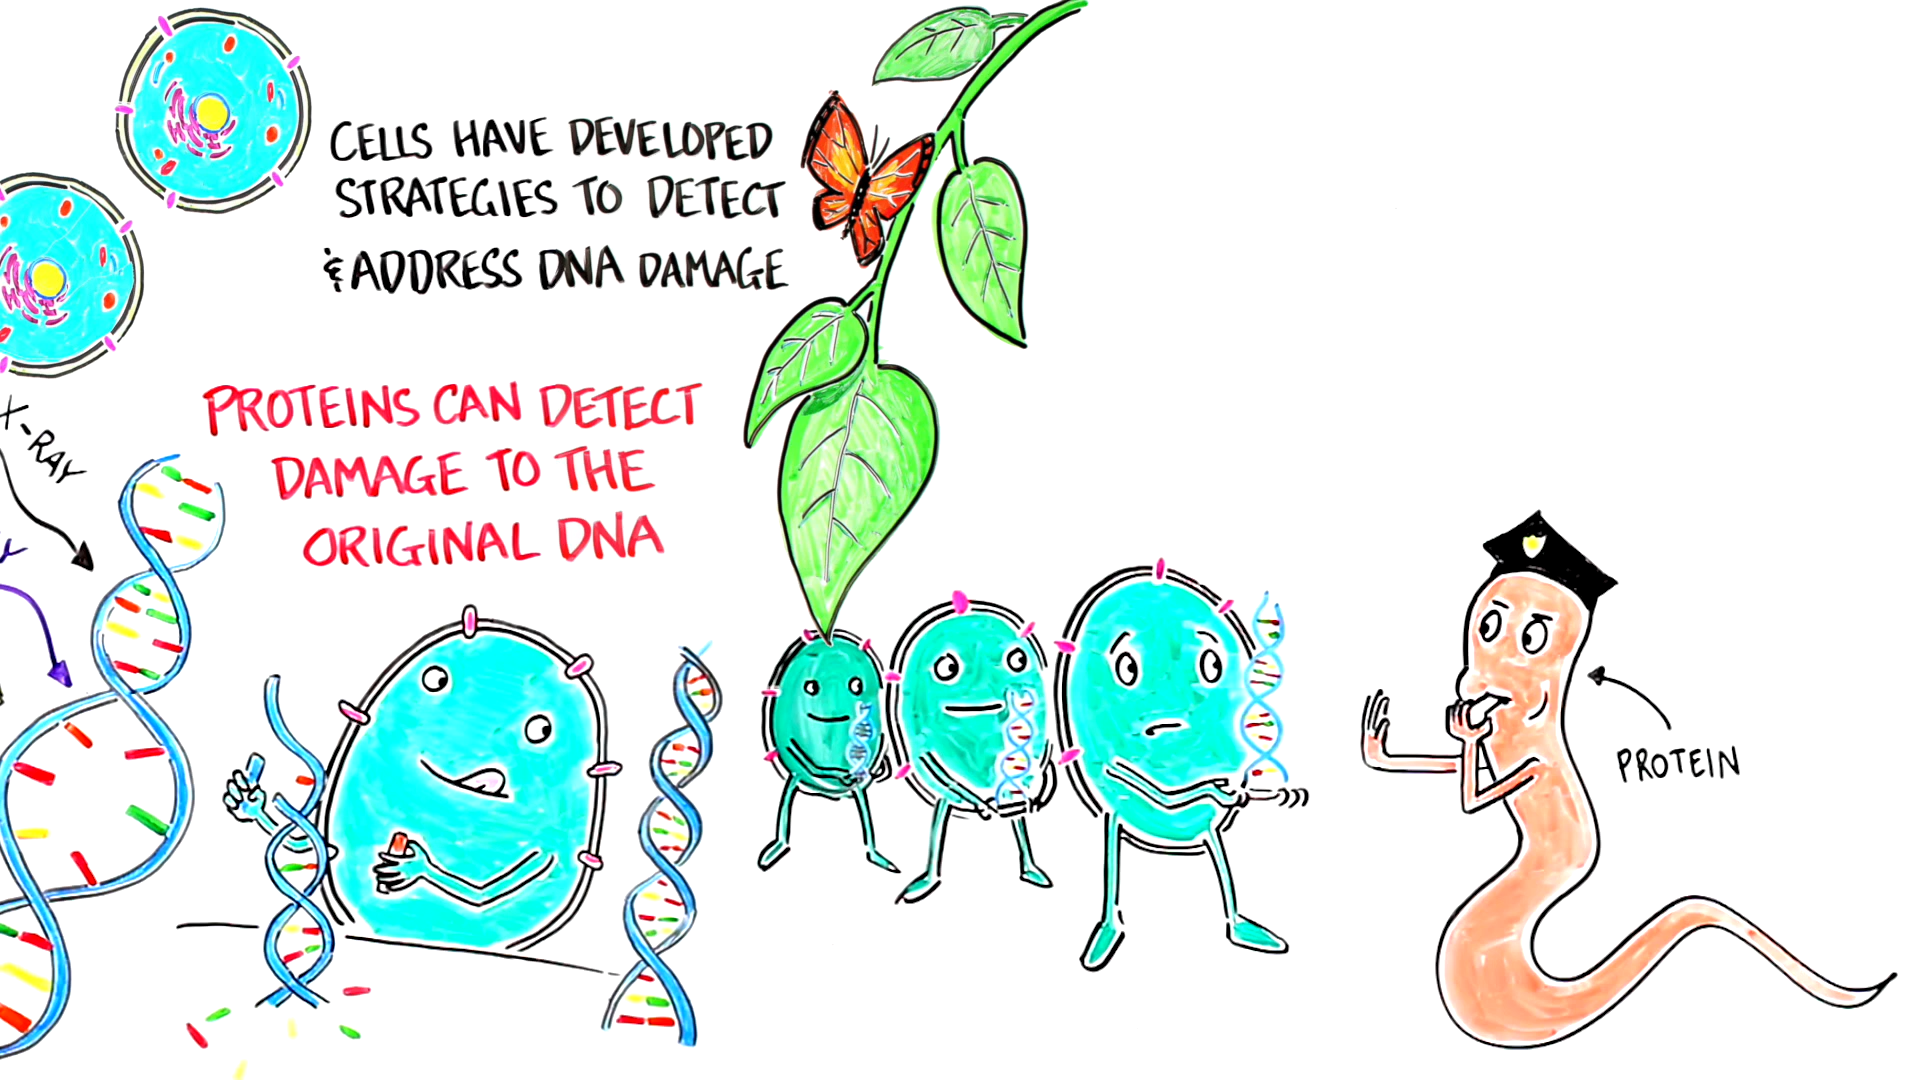 CELLS HAVE DEVELOPED
STRATEGIES TO DETECT
& ADDRESS DNA DAMAGE
PROTEINS CAN DETECT
DAMAGE TO THE
ORIGINAL DNA
X-RAY
PROTEIN